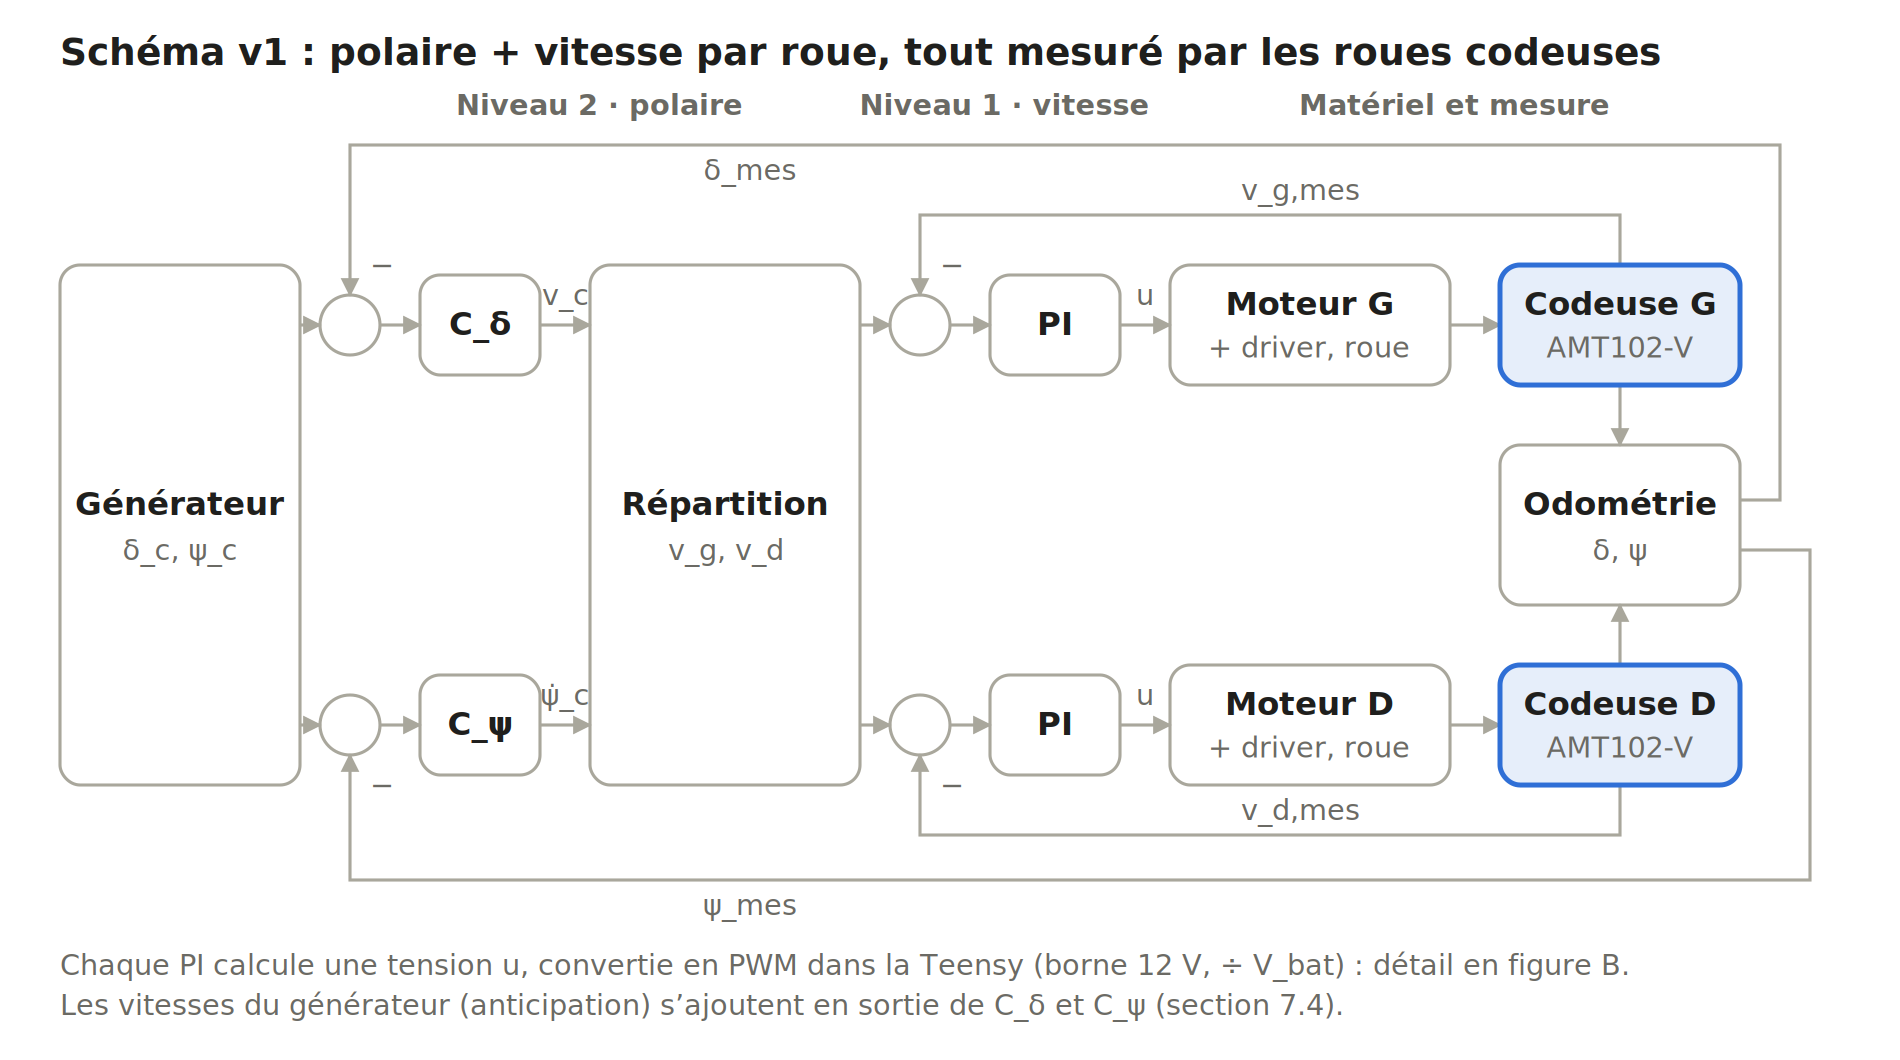 Schéma v1 : polaire + vitesse par roue, tout mesuré par les roues codeuses
Niveau 2 · polaire
Niveau 1 · vitesse
Matériel et mesure
δ_mes
v_g,mes
–
–
C_δ
v_c
PI
u
Moteur G
+ driver, roue
Codeuse G
AMT102-V
Générateur
δ_c, ψ_c
Répartition
v_g, v_d
Odométrie
δ, ψ
C_ψ
ψ̇_c
PI
u
Moteur D
+ driver, roue
Codeuse D
AMT102-V
–
–
v_d,mes
ψ_mes
Chaque PI calcule une tension u, convertie en PWM dans la Teensy (borne 12 V, ÷ V_bat) : détail en figure B.
Les vitesses du générateur (anticipation) s’ajoutent en sortie de C_δ et C_ψ (section 7.4).